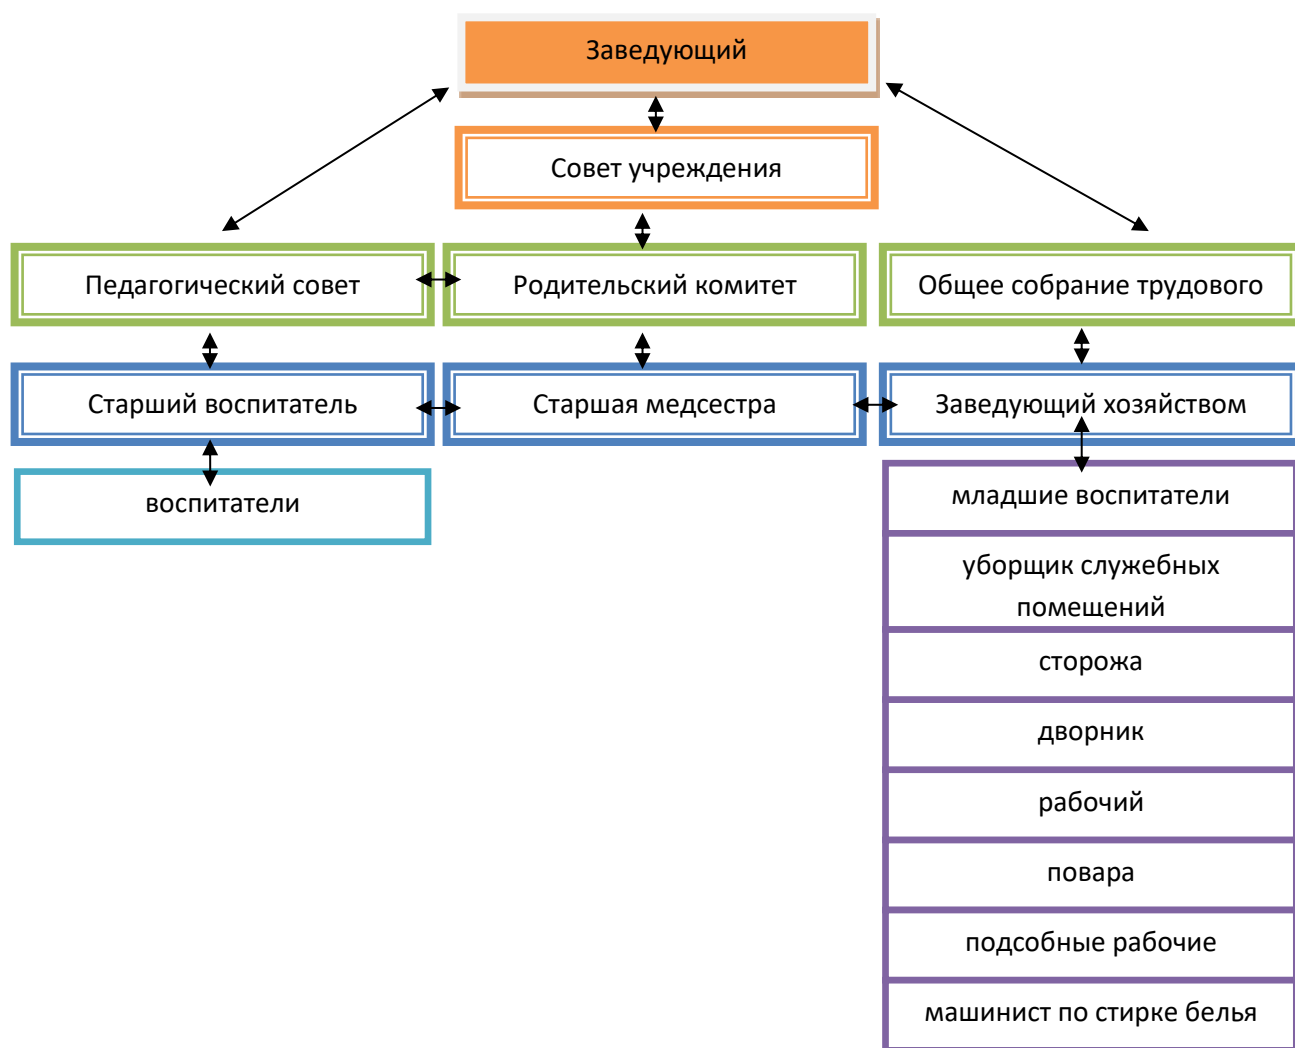 Заведующий
Совет учреждения
Педагогический совет
Родительский комитет
Общее собрание трудового
Старший воспитатель
Старшая медсестра
Заведующий хозяйством
воспитатели
младшие воспитатели
уборщик служебных
помещений
сторожа
дворник
рабочий
повара
подсобные рабочие
машинист по стирке белья